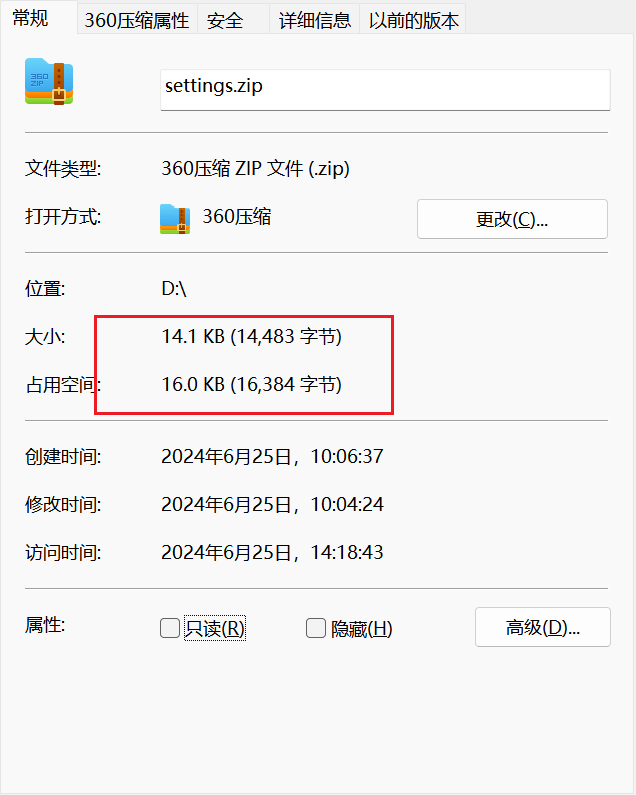 常规 360压缩属性 安全 详细信息 以前的版本
360
ZIP
settings.zip
文件类型: 360压缩 ZIP 文件 (.zip)
打开方式: 360压缩 更改(C)...
位置: D:\
大小: 14.1 KB (14,483 字节)
占用空间: 16.0 KB (16,384 字节)
创建时间: 2024年6月25日，10:06:37
修改时间: 2024年6月25日，10:04:24
访问时间: 2024年6月25日，14:18:43
属性: 只读(R) 隐藏(H) 高级(D)...